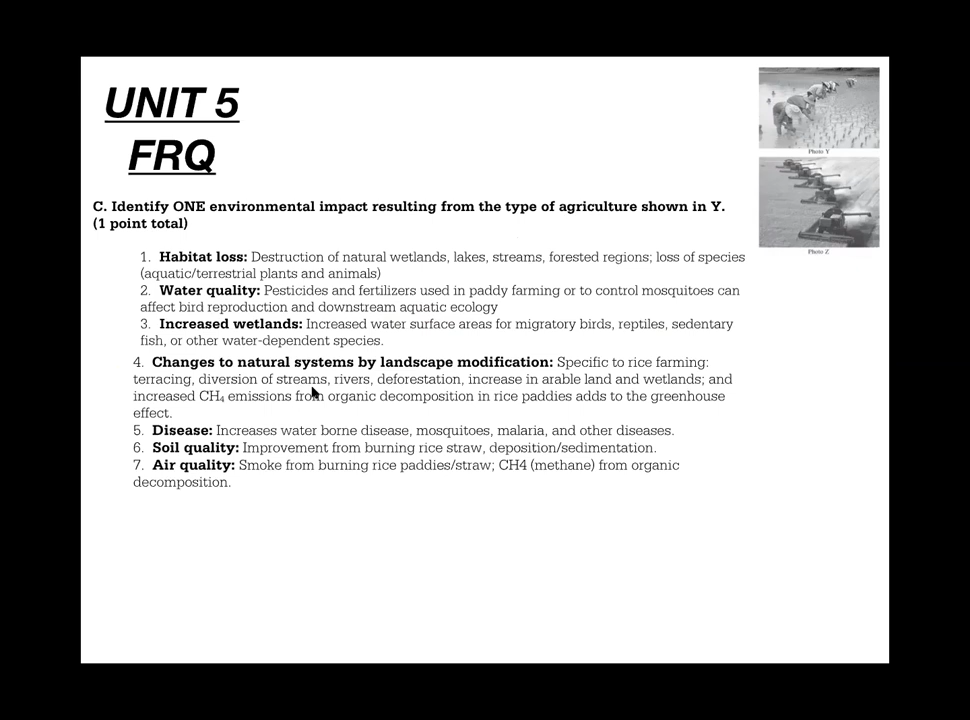 UNIT 5
FRQ
Photo Y
Photo Z
C. Identify ONE environmental impact resulting from the type of agriculture shown in Y.
(1 point total)
1. Habitat loss: Destruction of natural wetlands, lakes, streams, forested regions; loss of species
(aquatic/terrestrial plants and animals)
2. Water quality: Pesticides and fertilizers used in paddy farming or to control mosquitoes can
affect bird reproduction and downstream aquatic ecology
3. Increased wetlands: Increased water surface areas for migratory birds, reptiles, sedentary
fish, or other water-dependent species.
4. Changes to natural systems by landscape modification: Specific to rice farming:
terracing, diversion of streams, rivers, deforestation, increase in arable land and wetlands; and
increased CH₄ emissions from organic decomposition in rice paddies adds to the greenhouse
effect.
5. Disease: Increases water borne disease, mosquitoes, malaria, and other diseases.
6. Soil quality: Improvement from burning rice straw, deposition/sedimentation.
7. Air quality: Smoke from burning rice paddies/straw; CH4 (methane) from organic
decomposition.